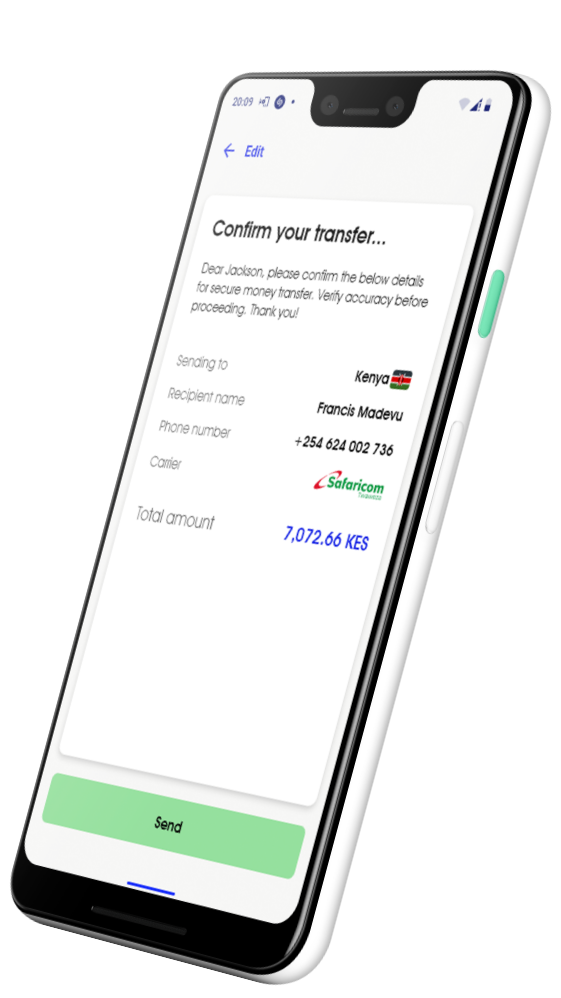 20:09
Edit
Confirm your transfer...
Dear Jackson, please confirm the below details
for secure money transfer. Verify accuracy before
proceeding. Thank you!
Sending to Kenya
Recipient name Francis Madevu
Phone number +254 624 002 736
Carrier Safaricom
Total amount 7,072.66 KES
Send